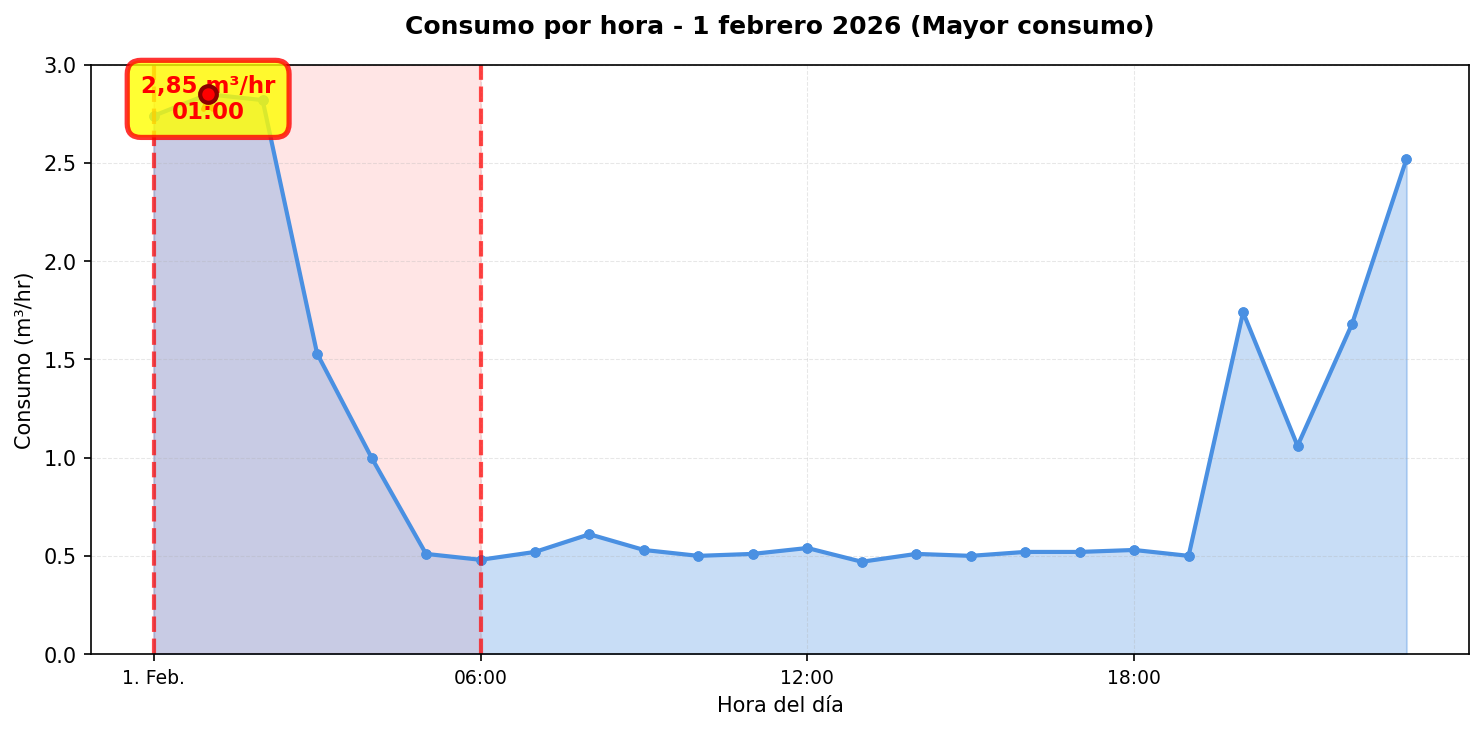 Consumo por hora - 1 febrero 2026 (Mayor consumo)
2,85 m³/hr
01:00
3.0
2.5
2.0
1.5
1.0
0.5
0.0
Consumo (m³/hr)
1. Feb.
06:00
12:00
18:00
Hora del día